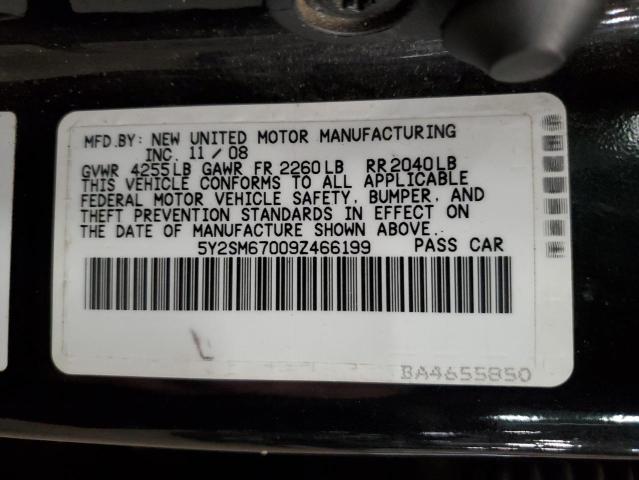 MFD.BY: NEW UNITED MOTOR MANUFACTURING
INC. 11/08
GVWR 4255LB GAWR FR 2260LB RR2040LB
THIS VEHICLE CONFORMS TO ALL APPLICABLE
FEDERAL MOTOR VEHICLE SAFETY, BUMPER, AND
THEFT PREVENTION STANDARDS IN EFFECT ON
THE DATE OF MANUFACTURE SHOWN ABOVE.
5Y2SM67009Z466199 PASS CAR
BA4655850